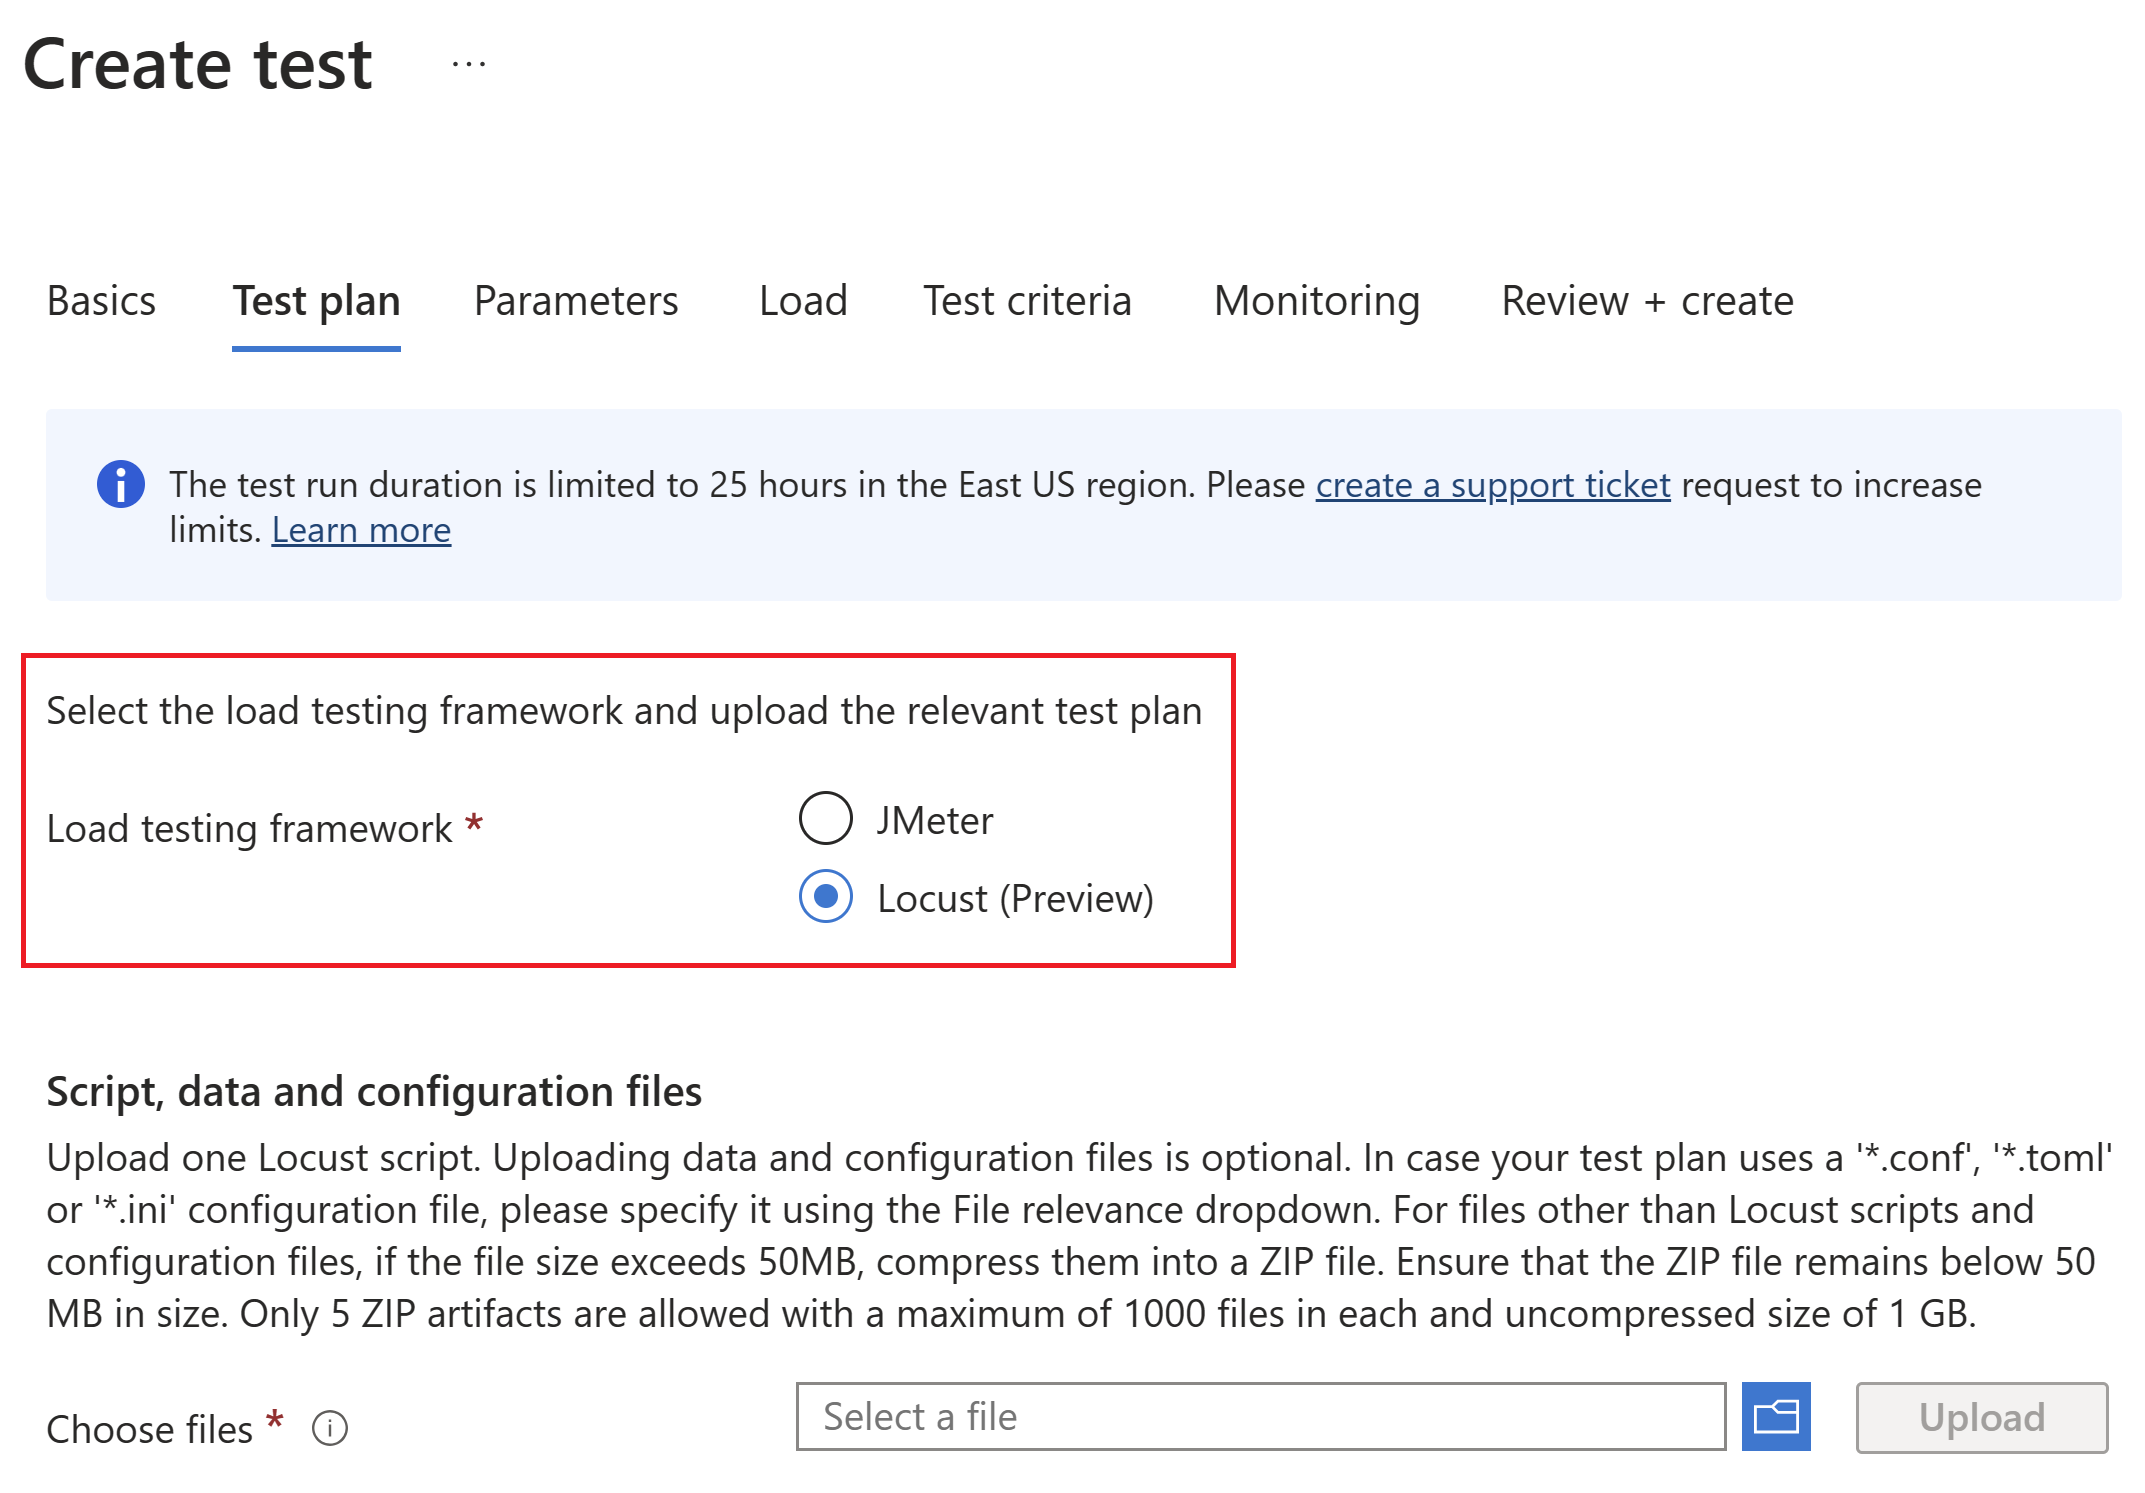 Create test ...
Basics Test plan Parameters Load Test criteria Monitoring Review + create
The test run duration is limited to 25 hours in the East US region. Please create a support ticket request to increase
limits. Learn more
Select the load testing framework and upload the relevant test plan
Load testing framework *
JMeter
Locust (Preview)
Script, data and configuration files
Upload one Locust script. Uploading data and configuration files is optional. In case your test plan uses a '*.conf', '*.toml'
or '*.ini' configuration file, please specify it using the File relevance dropdown. For files other than Locust scripts and
configuration files, if the file size exceeds 50MB, compress them into a ZIP file. Ensure that the ZIP file remains below 50
MB in size. Only 5 ZIP artifacts are allowed with a maximum of 1000 files in each and uncompressed size of 1 GB.
Choose files * Select a file Upload